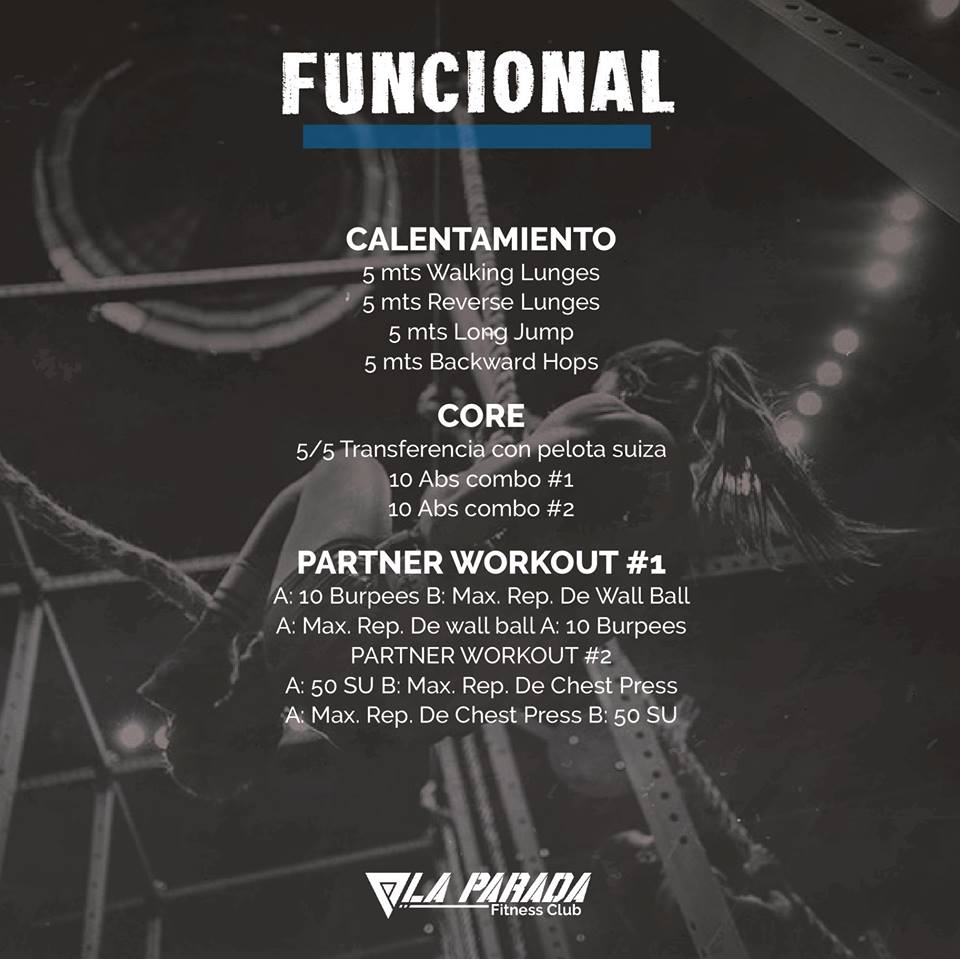 FUNCIONAL
CALENTAMIENTO
5 mts Walking Lunges
5 mts Reverse Lunges
5 mts Long Jump
5 mts Backward Hops
CORE
5/5 Transferencia con pelota suiza
10 Abs combo #1
10 Abs combo #2
PARTNER WORKOUT #1
A: 10 Burpees B: Max. Rep. De Wall Ball
A: Max. Rep. De wall ball A: 10 Burpees
PARTNER WORKOUT #2
A: 50 SU B: Max. Rep. De Chest Press
A: Max. Rep. De Chest Press B: 50 SU
LA PARADA
Fitness Club